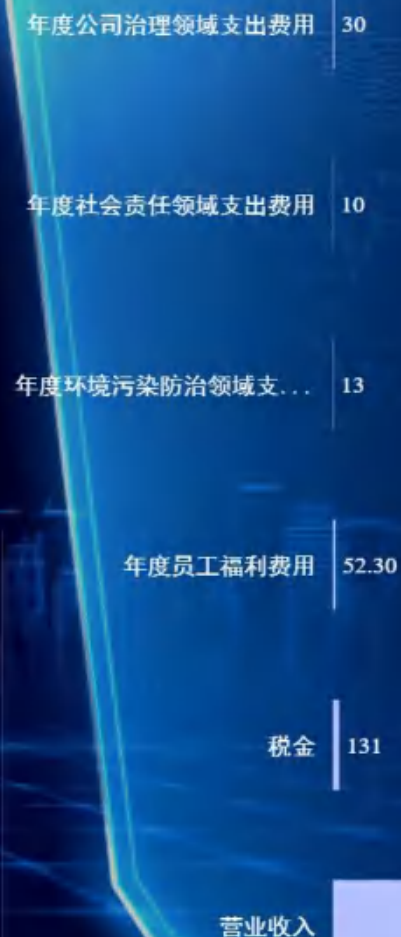 年度公司治理领域支出费用 30
年度社会责任领域支出费用 10
年度环境污染防治领域支... 13
年度员工福利费用 52.30
税金 131
营业收入